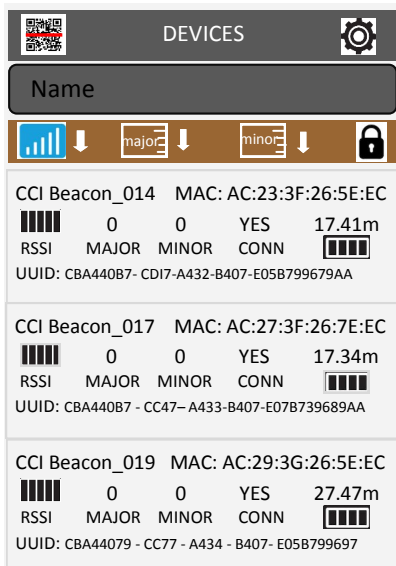 DEVICES
Name
major minor
CCI Beacon_014 MAC: AC:23:3F:26:5E:EC
0 0 YES 17.41m
RSSI MAJOR MINOR CONN
UUID: CBA440B7- CDI7-A432-B407-E05B799679AA
CCI Beacon_017 MAC: AC:27:3F:26:7E:EC
0 0 YES 17.34m
RSSI MAJOR MINOR CONN
UUID: CBA440B7 - CC47– A433-B407-E07B739689AA
CCI Beacon_019 MAC: AC:29:3G:26:5E:EC
0 0 YES 27.47m
RSSI MAJOR MINOR CONN
UUID: CBA44079 - CC77 - A434 - B407- E05B799697